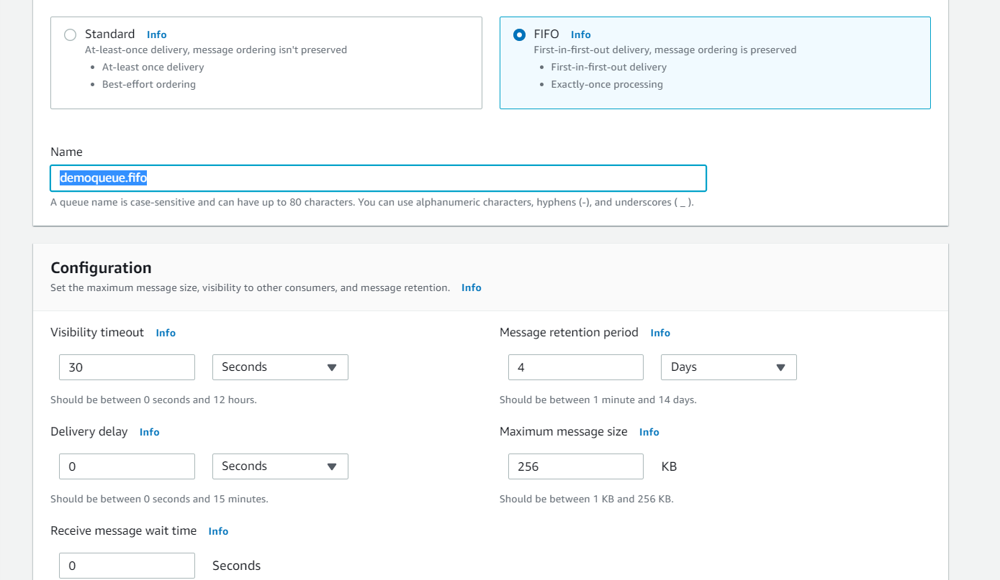 Standard Info
At-least-once delivery, message ordering isn't preserved
• At-least once delivery
• Best-effort ordering
FIFO Info
First-in-first-out delivery, message ordering is preserved
• First-in-first-out delivery
• Exactly-once processing
Name
demoqueue.fifo
A queue name is case-sensitive and can have up to 80 characters. You can use alphanumeric characters, hyphens (-), and underscores ( _ ).
Configuration
Set the maximum message size, visibility to other consumers, and message retention. Info
Visibility timeout Info
30 Seconds
Should be between 0 seconds and 12 hours.
Message retention period Info
4 Days
Should be between 1 minute and 14 days.
Delivery delay Info
0 Seconds
Should be between 0 seconds and 15 minutes.
Maximum message size Info
256 KB
Should be between 1 KB and 256 KB.
Receive message wait time Info
0 Seconds